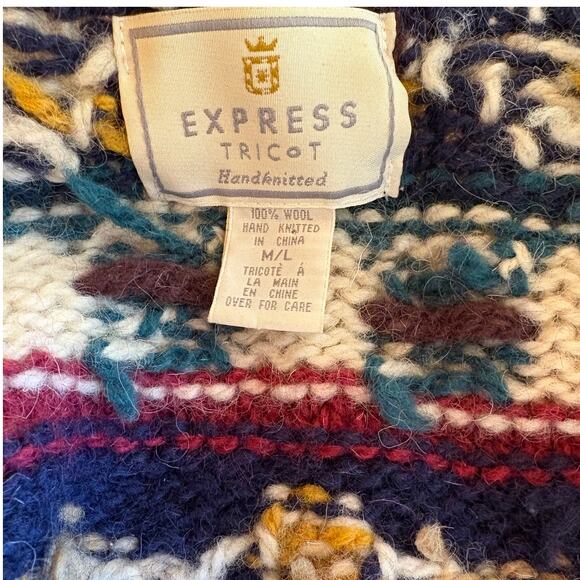 EXPRESS
TRICOT
Handknitted
100% WOOL
HAND KNITTED
IN CHINA
M/L
TRICOTÉ À
LA MAIN
EN CHINE
OVER FOR CARE